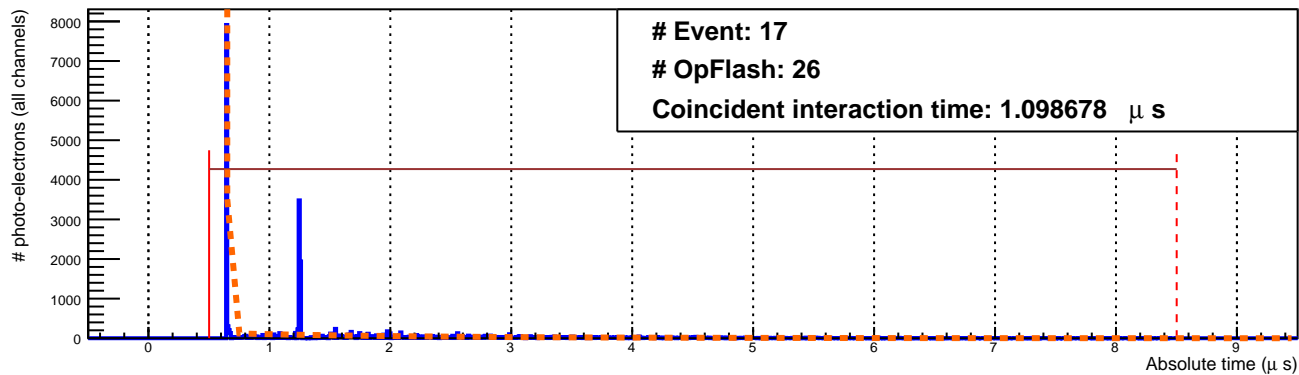 # Event: 17
# OpFlash: 26
Coincident interaction time: 1.098678 μ s
# photo-electrons (all channels)
8000
7000
6000
5000
4000
3000
2000
1000
0
0 1 2 3 4 5 6 7 8 9
Absolute time (μ s)